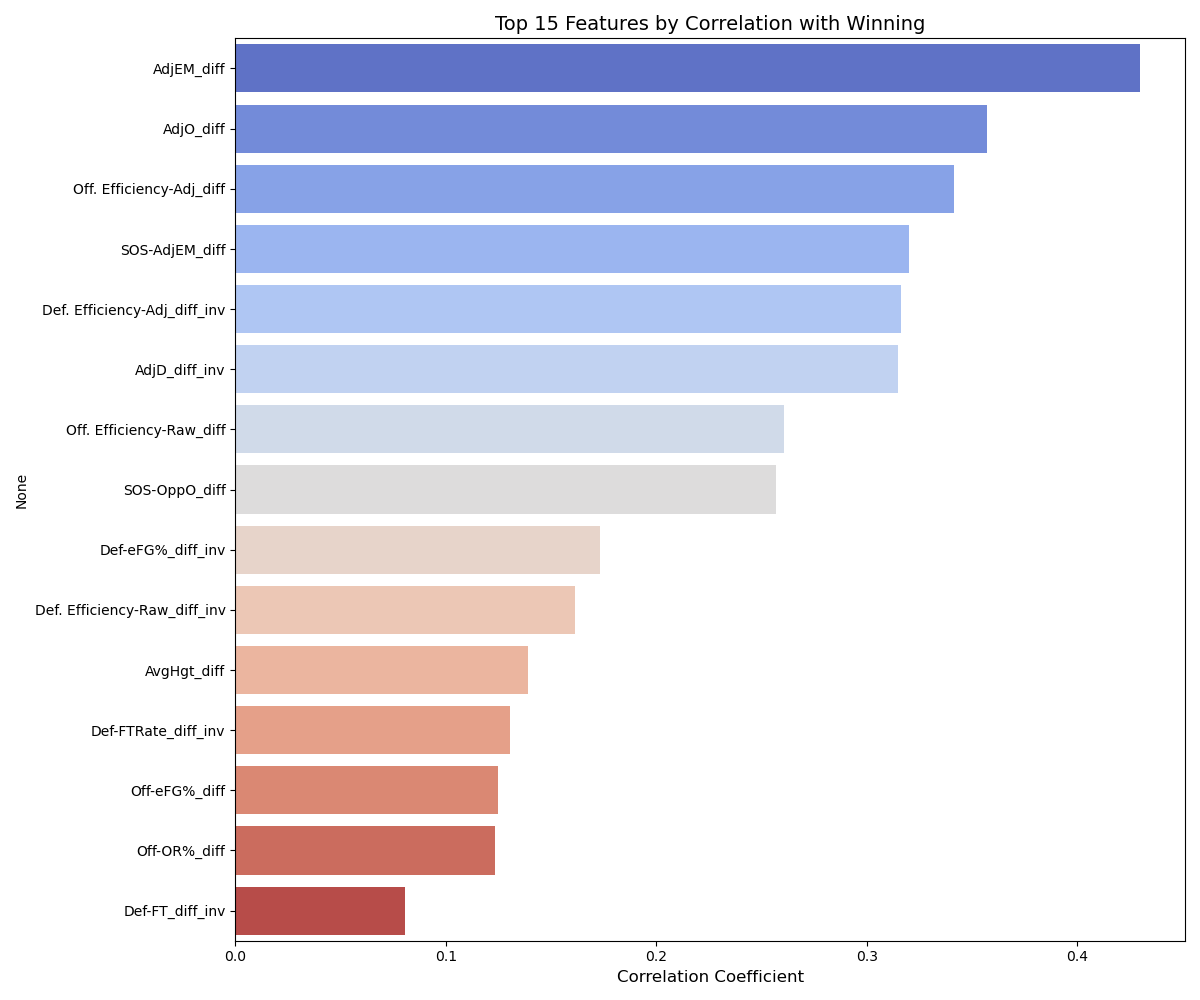 Top 15 Features by Correlation with Winning
AdjEM_diff
AdjO_diff
Off. Efficiency-Adj_diff
SOS-AdjEM_diff
Def. Efficiency-Adj_diff_inv
AdjD_diff_inv
Off. Efficiency-Raw_diff
SOS-OppO_diff
Def-eFG%_diff_inv
Def. Efficiency-Raw_diff_inv
AvgHgt_diff
Def-FTRate_diff_inv
Off-eFG%_diff
Off-OR%_diff
Def-FT_diff_inv
None
0.0 0.1 0.2 0.3 0.4
Correlation Coefficient